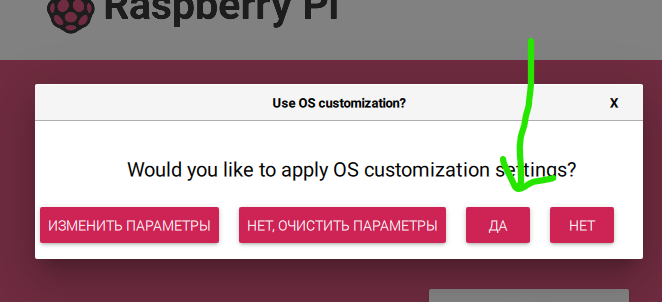 Raspberry Pi
Use OS customization?
X
Would you like to apply OS customization settings?
ИЗМЕНИТЬ ПАРАМЕТРЫ
НЕТ, ОЧИСТИТЬ ПАРАМЕТРЫ
ДА
НЕТ